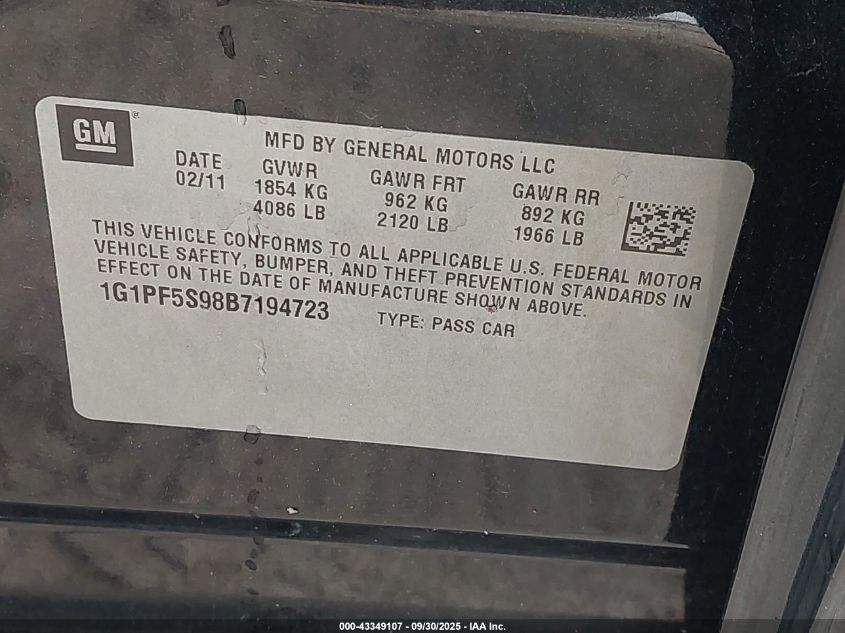 GM ®
MFD BY GENERAL MOTORS LLC
DATE GVWR GAWR FRT GAWR RR
02/11 1854 KG 962 KG 892 KG
4086 LB 2120 LB 1966 LB
THIS VEHICLE CONFORMS TO ALL APPLICABLE U.S. FEDERAL MOTOR
VEHICLE SAFETY, BUMPER, AND THEFT PREVENTION STANDARDS IN
EFFECT ON THE DATE OF MANUFACTURE SHOWN ABOVE.
1G1PF5S98B7194723 TYPE: PASS CAR
000-43349107 - 09/30/2025 - IAA Inc.